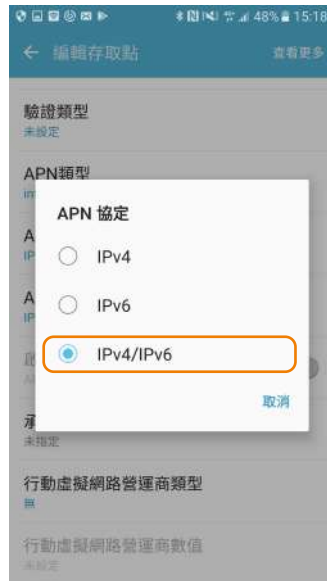 48% 15:18
編輯存取點 查看更多
驗證類型
未設定
APN類型
APN 協定
IPv4
IPv6
IPv4/IPv6
取消
未指定
行動虛擬網路營運商類型
無
行動虛擬網路營運商數值
未設定